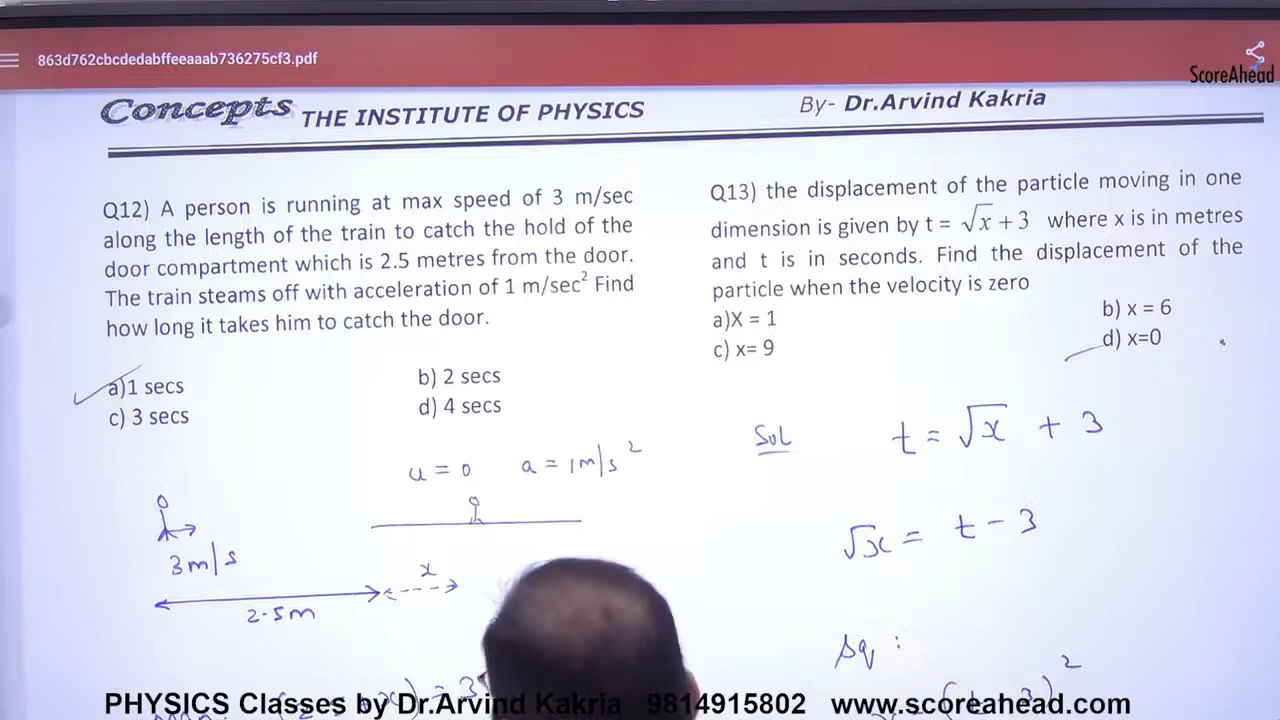 863d762cbcdedabffeeaaab736275cf3.pdf
ScoreAhead
Concepts THE INSTITUTE OF PHYSICS
By- Dr.Arvind Kakria
Q12) A person is running at max speed of 3 m/sec
along the length of the train to catch the hold of the
door compartment which is 2.5 metres from the door.
The train steams off with acceleration of 1 m/sec² Find
how long it takes him to catch the door.
a)1 secs
b) 2 secs
c) 3 secs
d) 4 secs
u = 0 a = 1m/s²
3m/s
x
2.5m
Q13) the displacement of the particle moving in one
dimension is given by t = √x + 3 where x is in metres
and t is in seconds. Find the displacement of the
particle when the velocity is zero
a)X = 1
b) x = 6
c) x= 9
d) x=0
Sol
t = √x + 3
√x = t - 3
Sq :
PHYSICS Classes by Dr.Arvind Kakria 9814915802 www.scoreahead.com